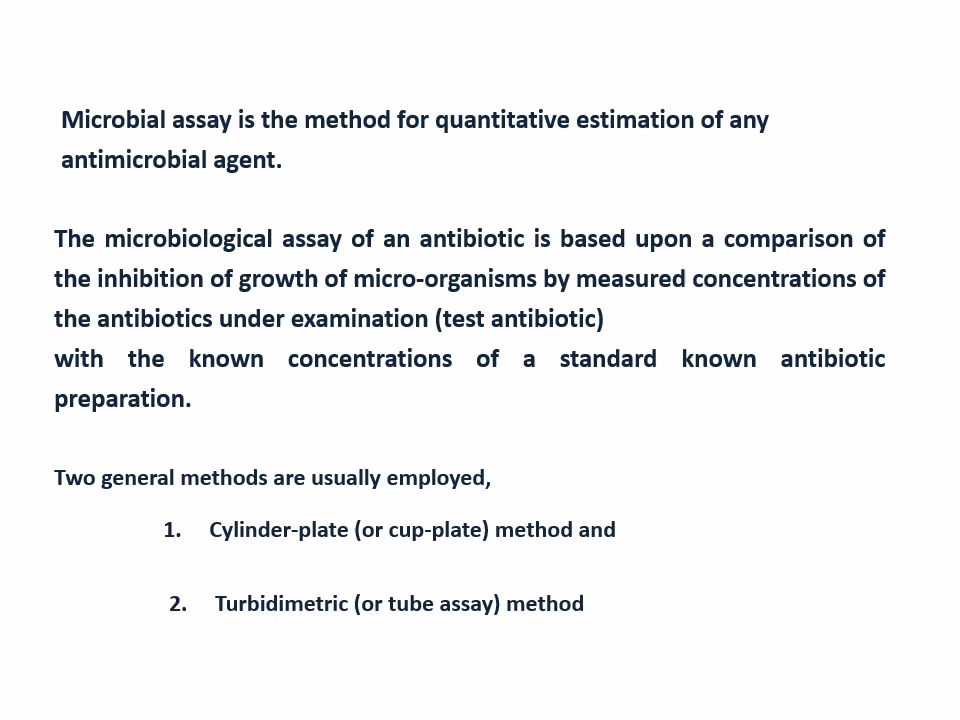 Microbial assay is the method for quantitative estimation of any
antimicrobial agent.
The microbiological assay of an antibiotic is based upon a comparison of
the inhibition of growth of micro-organisms by measured concentrations of
the antibiotics under examination (test antibiotic)
with the known concentrations of a standard known antibiotic
preparation.
Two general methods are usually employed,
1. Cylinder-plate (or cup-plate) method and
2. Turbidimetric (or tube assay) method